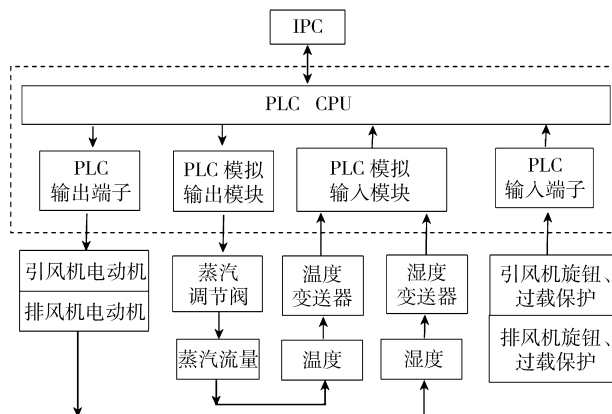 IPC
PLC CPU
PLC
输出端子
PLC 模拟
输出模块
PLC 模拟
输入模块
PLC
输入端子
引风机电动机
排风机电动机
蒸汽
调节阀
温度
变送器
湿度
变送器
引风机旋钮、
过载保护
排风机旋钮、
过载保护
蒸汽流量
温度
湿度